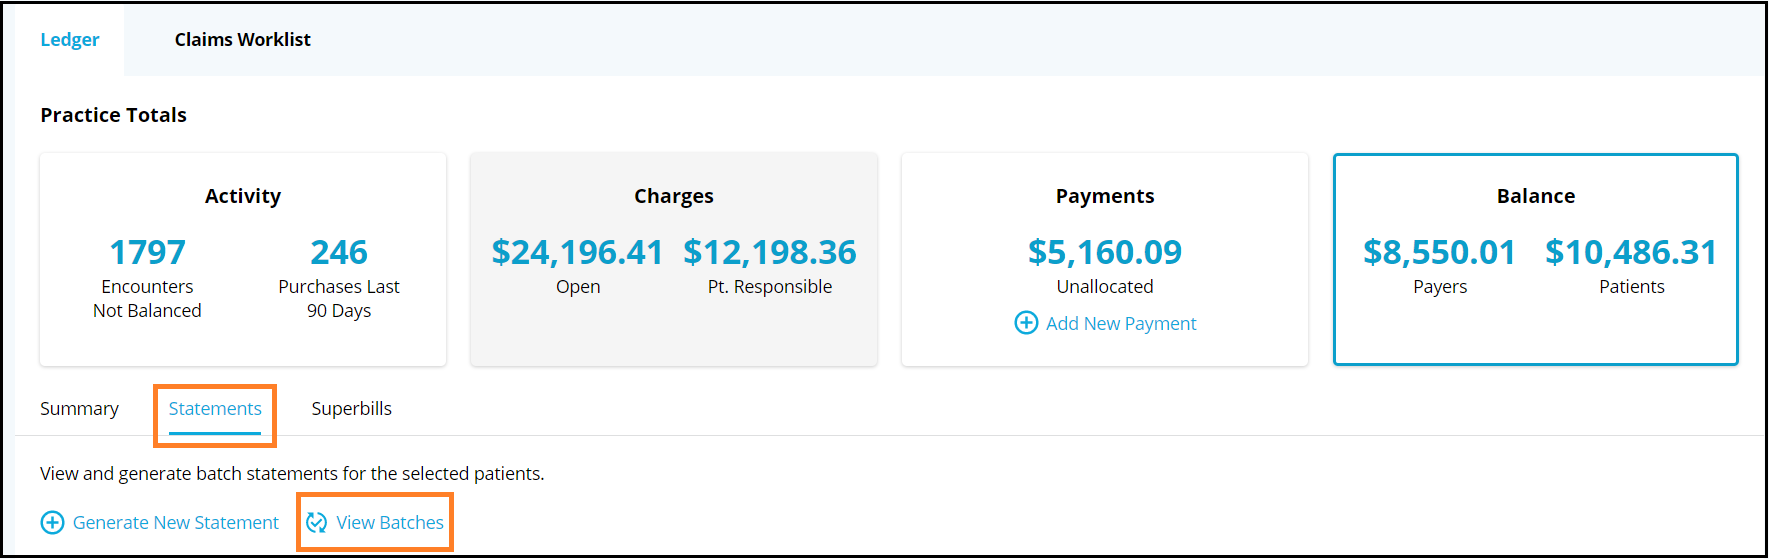 Ledger
Claims Worklist
Practice Totals
Activity
1797
Encounters
Not Balanced
246
Purchases Last
90 Days
Charges
$24,196.41
Open
$12,198.36
Pt. Responsible
Payments
$5,160.09
Unallocated
Add New Payment
Balance
$8,550.01
Payers
$10,486.31
Patients
Summary
Statements
Superbills
View and generate batch statements for the selected patients.
Generate New Statement
View Batches